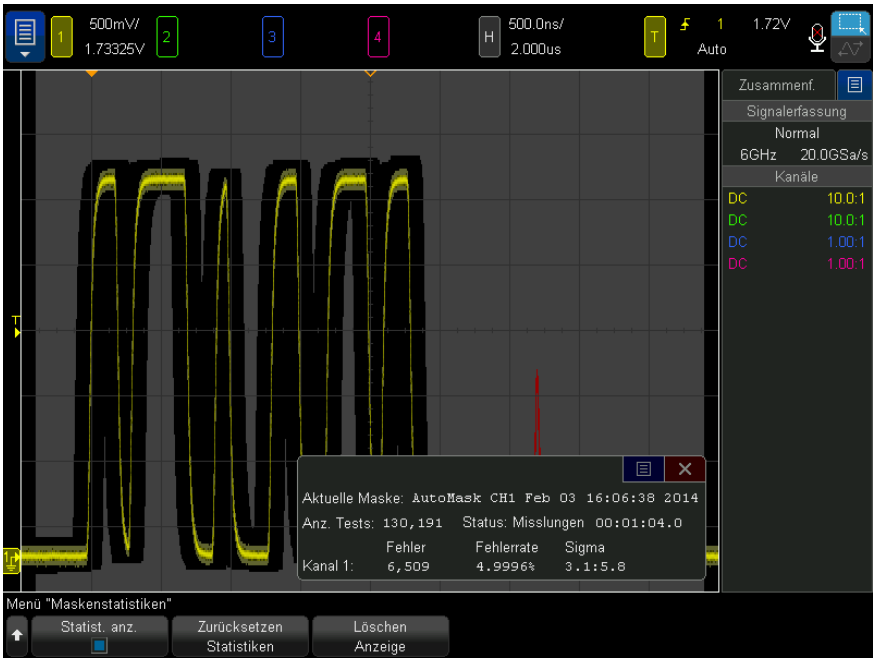 1
500mV/
1.73325V
2
3
4
H
500.0ns/
2.000us
T
1
1.72V
Auto
Zusammenf.
Signalerfassung
Normal
6GHz 20.0GSa/s
Kanäle
DC 10.0:1
DC 10.0:1
DC 1.00:1
DC 1.00:1
T
1
Aktuelle Maske: AutoMask CH1 Feb 03 16:06:38 2014
Anz. Tests: 130,191 Status: Misslungen 00:01:04.0
Fehler Fehlerrate Sigma
Kanal 1: 6,509 4.9996% 3.1:5.8
Menü "Maskenstatistiken"
Statist. anz.
Zurücksetzen
Statistiken
Löschen
Anzeige